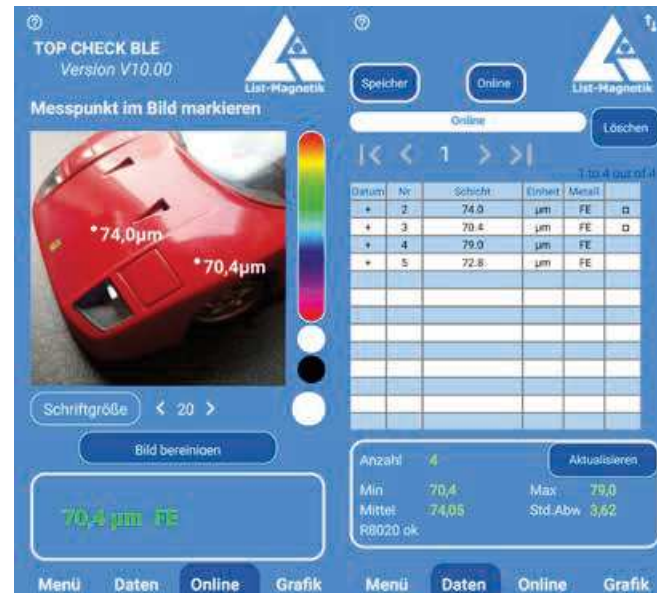 TOP CHECK BLE
Version V10.00
List-Magnetik
Messpunkt im Bild markieren
74,0µm
70,4µm
Schriftgröße < 20 >
Bild bereinigen
70,4 µm FE
Menü Daten Online Grafik
List-Magnetik
Speicher Online
Online
Löschen
1
1 to 4 out of 4
Datum Nr Schicht Einheit Metall
+ 2 74.0 µm FE
+ 3 70.4 µm FE
+ 4 79.0 µm FE
+ 5 72.8 µm FE
Anzahl 4 Aktualisieren
Min 70,4 Max 79,0
Mittel 74,05 Std.Abw 3,62
R8020 ok
Menü Daten Online Grafik